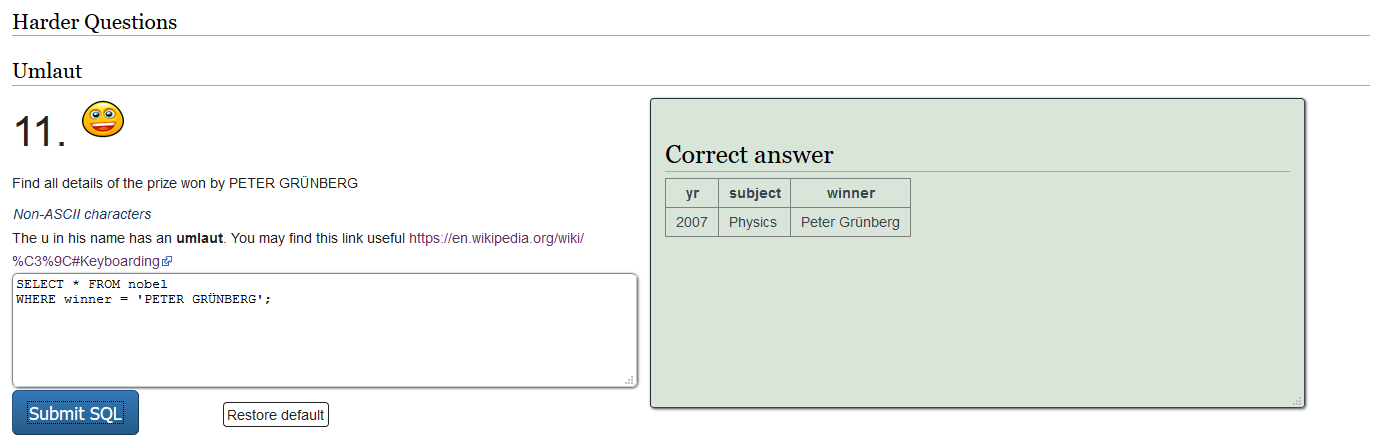 Harder Questions
Umlaut
11.
Find all details of the prize won by PETER GRÜNBERG
Non-ASCII characters
The u in his name has an umlaut. You may find this link useful https://en.wikipedia.org/wiki/
%C3%9C#Keyboarding
SELECT * FROM nobel
WHERE winner = 'PETER GRÜNBERG';
Submit SQL
Restore default
Correct answer
yr subject winner
2007 Physics Peter Grünberg